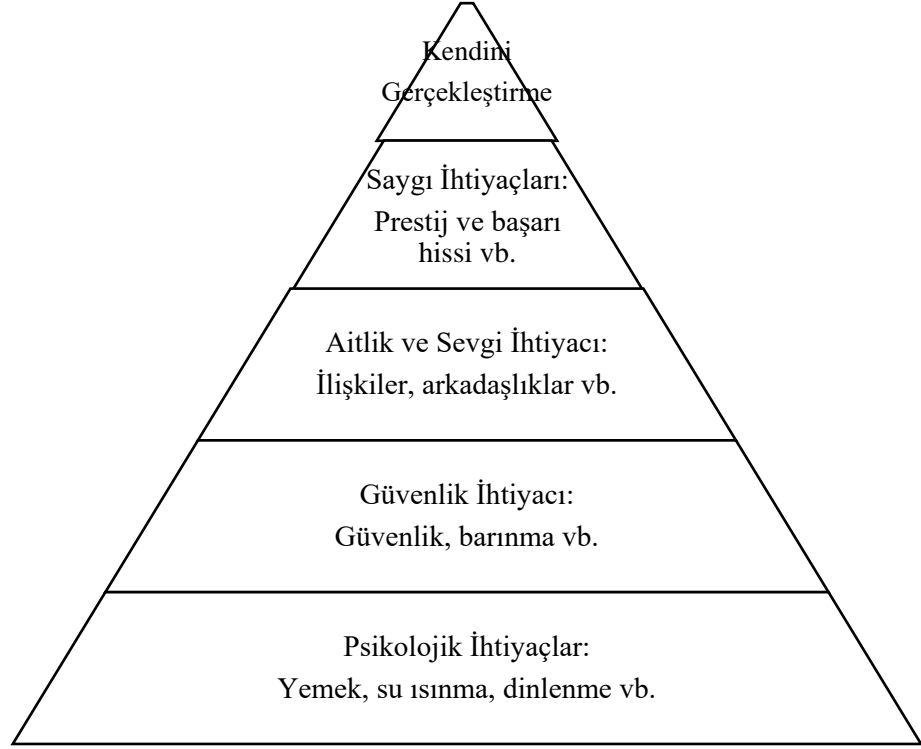 Kendini
Gerçekleştirme
Saygı İhtiyaçları:
Prestij ve başarı
hissi vb.
Aitlik ve Sevgi İhtiyacı:
İlişkiler, arkadaşlıklar vb.
Güvenlik İhtiyacı:
Güvenlik, barınma vb.
Psikolojik İhtiyaçlar:
Yemek, su ısınma, dinlenme vb.